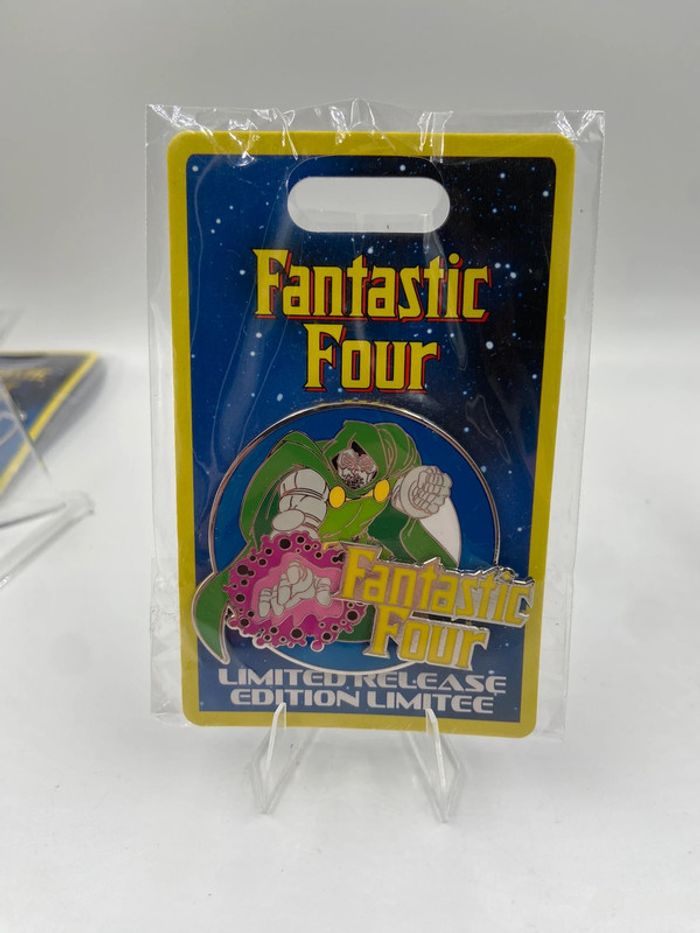 Fantastic
Four
Fantastic
Four
LIMITED RELEASE
EDITION LIMITEE